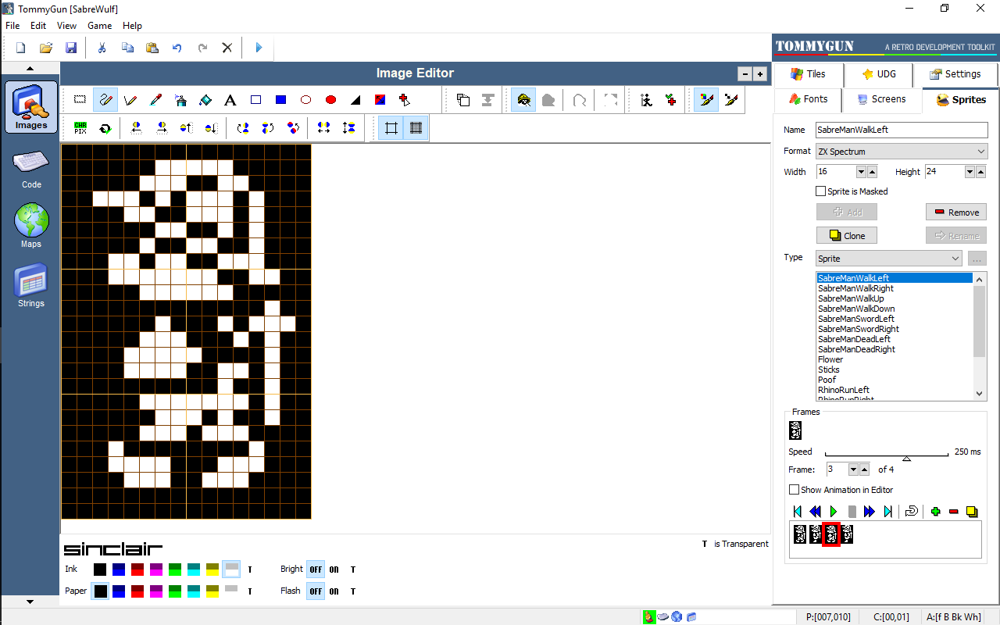 TommyGun [SabreWulf]
File Edit View Game Help
TOMMYGUN A RETRO DEVELOPMENT TOOLKIT
Image Editor
Tiles UDG Settings
Fonts Screens Sprites
A
CHR
PIX
Images
Code
Maps
Strings
Name SabreManWalkLeft
Format ZX Spectrum
Width 16 Height 24
Sprite is Masked
Add Remove
Clone Rename
Type Sprite ...
SabreManWalkLeft
SabreManWalkRight
SabreManWalkUp
SabreManWalkDown
SabreManSwordLeft
SabreManSwordRight
SabreManDeadLeft
SabreManDeadRight
Flower
Sticks
Poof
RhinoRunLeft
RhinoRunRight
Frames
Speed 250 ms
Frame: 3 of 4
Show Animation in Editor
sinclair T is Transparent
Ink T Bright OFF ON T
Paper T Flash OFF ON T
P:[007,010] C:[00,01] A:[f B Bk Wh]